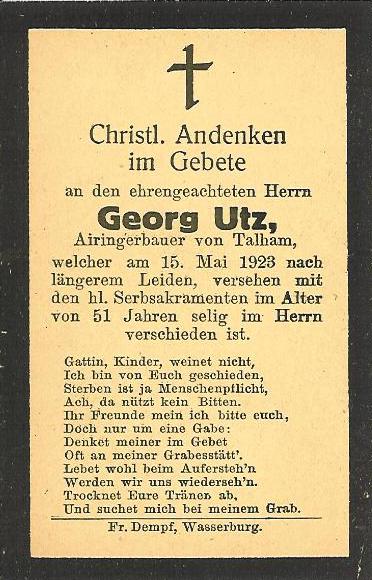 Christl. Andenken
im Gebete
an den ehrengeachteten Herrn
Georg Utz,
Airingerbauer von Talham,
welcher am 15. Mai 1923 nach
längerem Leiden, versehen mit
den hl. Serbsakramenten im Alter
von 51 Jahren selig im Herrn
verschieden ist.
Gattin, Kinder, weinet nicht,
Ich bin von Euch geschieden,
Sterben ist ja Menschenpflicht,
Ach, da nützt kein Bitten.
Ihr Freunde mein ich bitte euch,
Doch nur um eine Gabe:
Denket meiner im Gebet
Oft an meiner Grabesstätt'.
Lebet wohl beim Aufersteh'n
Werden wir uns wiederseh'n.
Trocknet Eure Tränen ab,
Und suchet mich bei meinem Grab.
Fr. Dempf, Wasserburg.